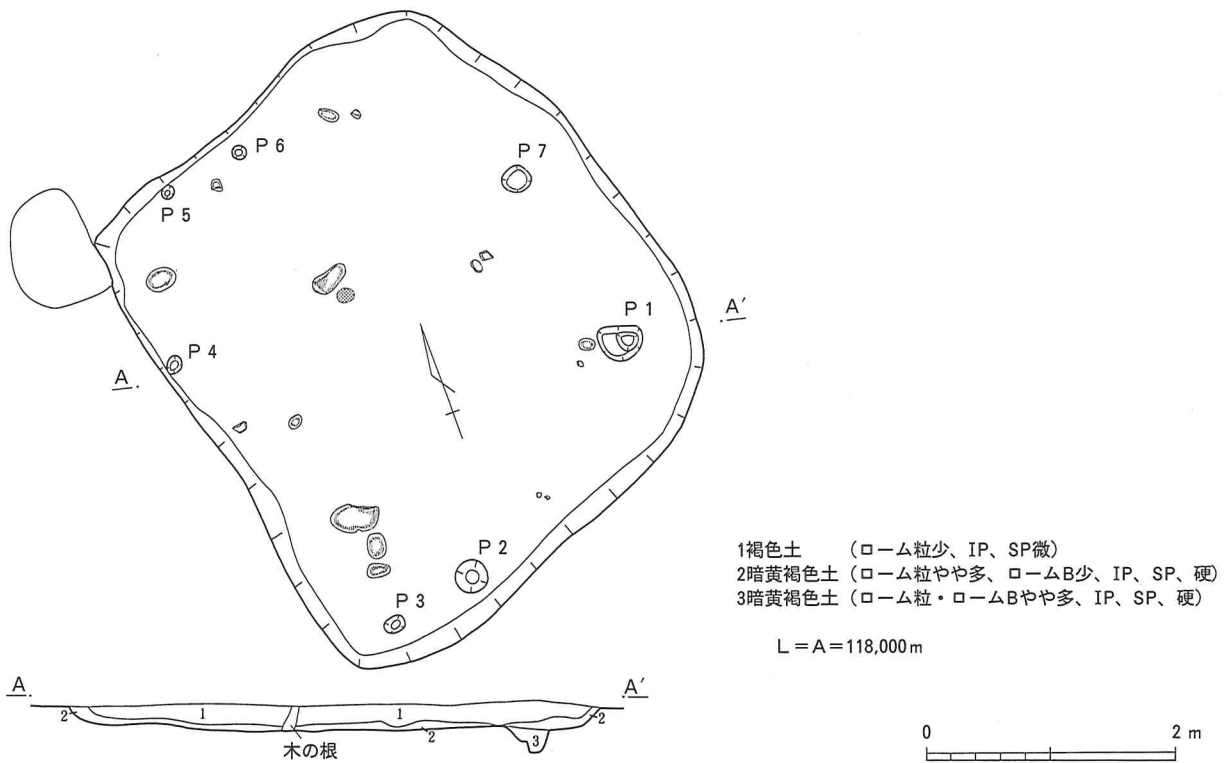 P 6
P 7
P 5
P 1
A′
P 4
A
P 2
P 3
1褐色土　　（ローム粒少、IP、SP微）
2暗黄褐色土（ローム粒やや多、ロームB少、IP、SP、硬）
3暗黄褐色土（ローム粒・ロームBやや多、IP、SP、硬）
L＝A＝118,000m
A A′
2 1 1 2
2 3
木の根
0 2 m